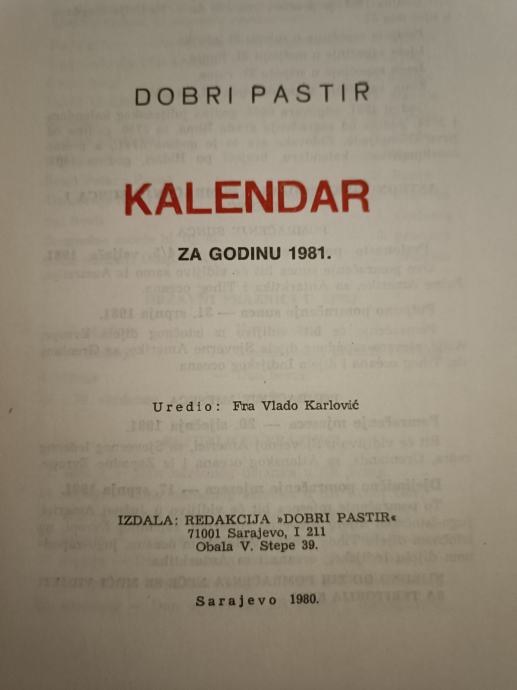 DOBRI PASTIR
KALENDAR
ZA GODINU 1981.
Uredio: Fra Vlado Karlović
IZDALA: REDAKCIJA »DOBRI PASTIR«
71001 Sarajevo, I 211
Obala V. Stepe 39.
Sarajevo 1980.